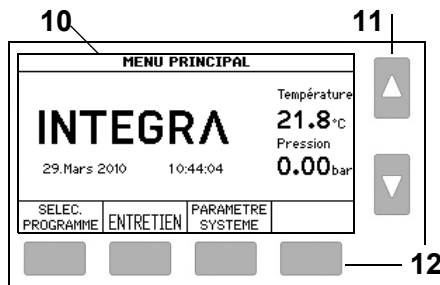 10
11
MENU PRINCIPAL
Température
INTEGRA
21.8°C
Pression
29.Mars 2010 10:44:04
0.00bar
SELEC.
PROGRAMME
ENTRETIEN
PARAMETRE
SYSTEME
12